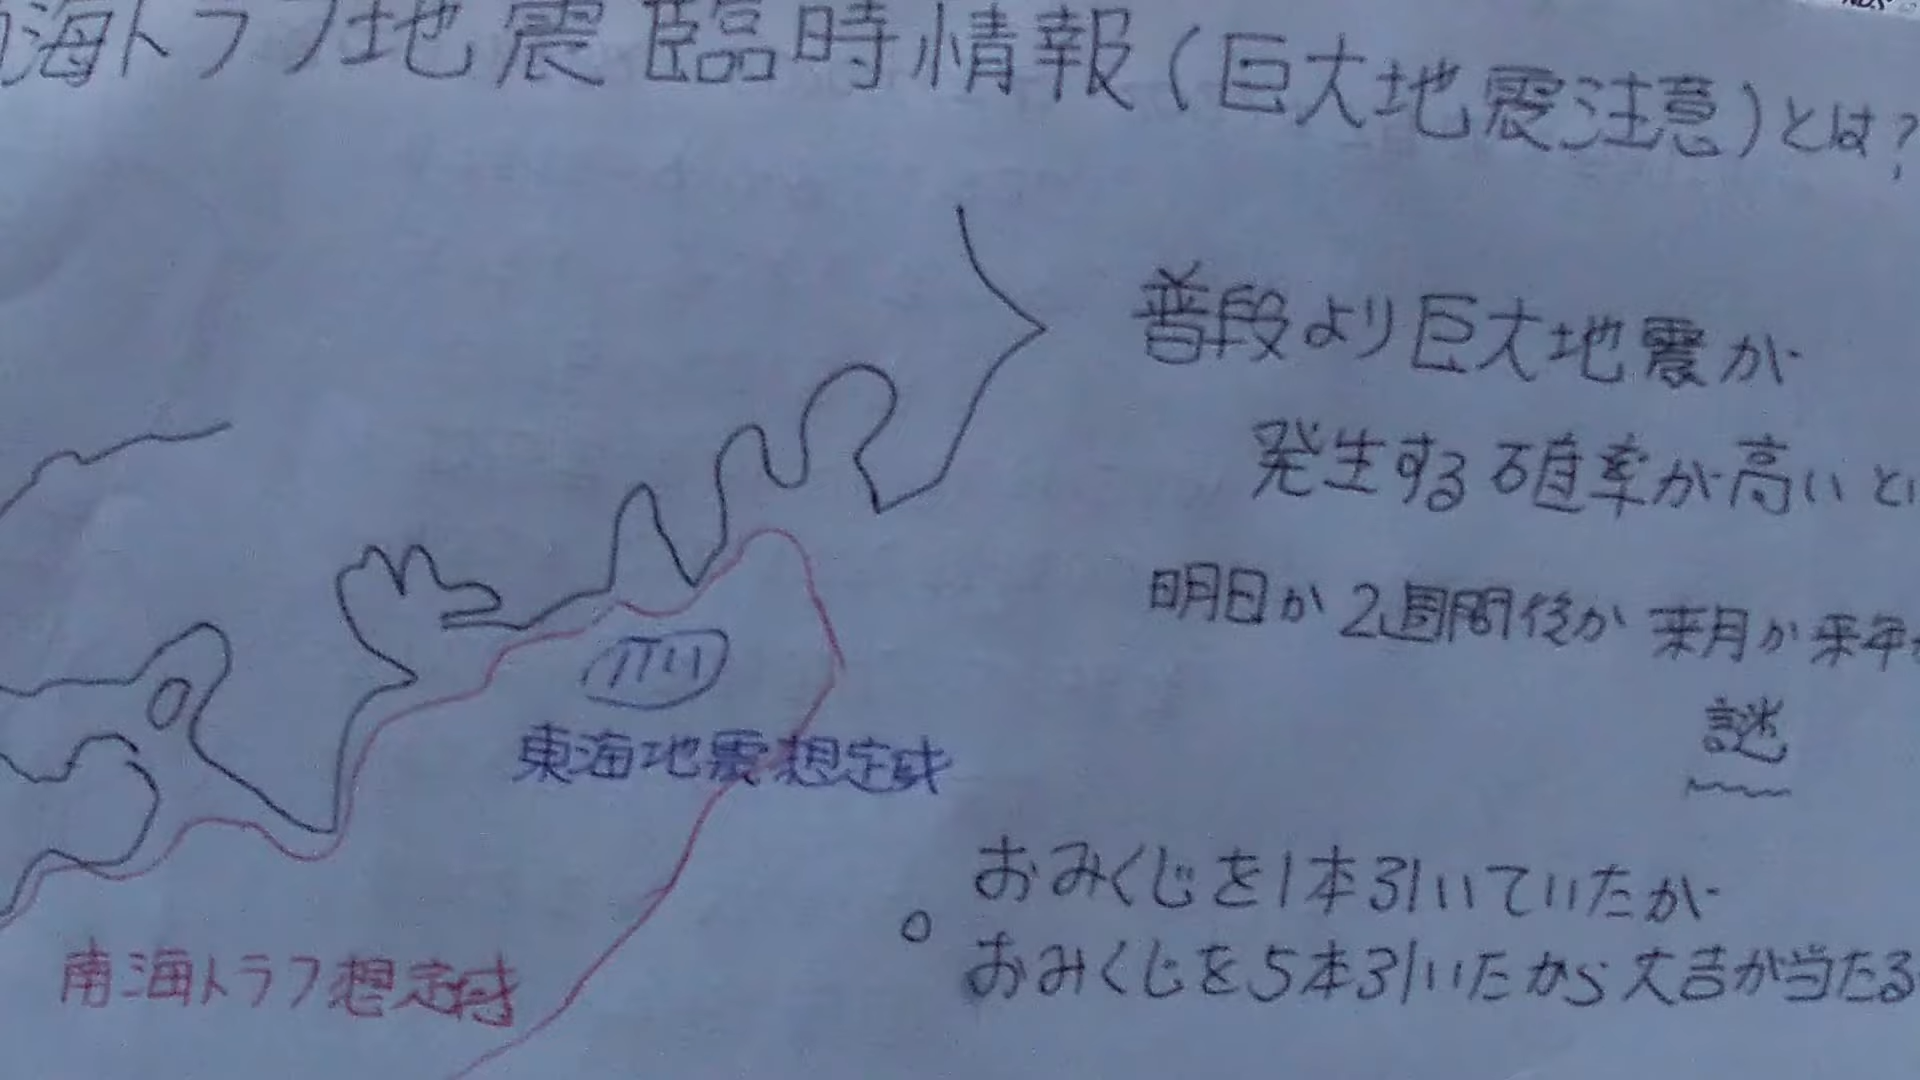 海トラフ地震臨時情報(巨大地震注意)とは?
普段より巨大地震が
発生する確率が高いと
明日か2週間後か来月か来年
謎
東海地震想定域
おみくじを1本引いていたが
おみくじを5本引いたから大吉が当たる
南海トラフ想定域